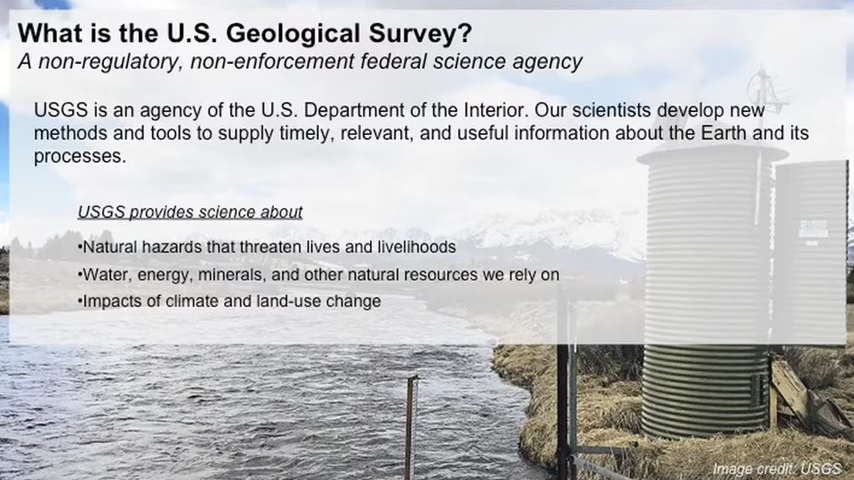 What is the U.S. Geological Survey?
A non-regulatory, non-enforcement federal science agency
USGS is an agency of the U.S. Department of the Interior. Our scientists develop new
methods and tools to supply timely, relevant, and useful information about the Earth and its
processes.
USGS provides science about
•Natural hazards that threaten lives and livelihoods
•Water, energy, minerals, and other natural resources we rely on
•Impacts of climate and land-use change
Image credit: USGS